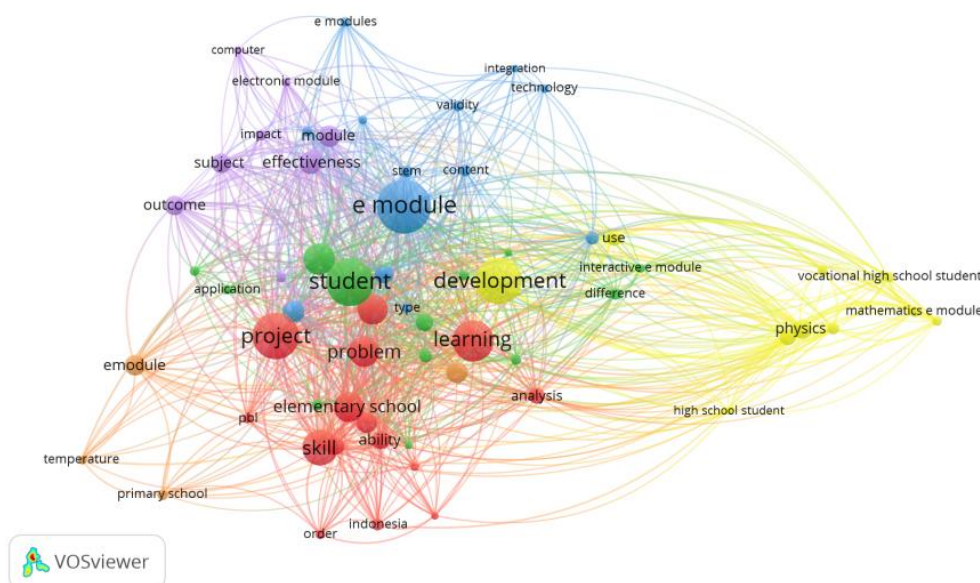 e modules
computer
integration
electronic module
technology
validity
impact
module
subject
effectiveness
stem
content
outcome
e module
use
interactive e module
vocational high school student
student
development
application
difference
type
mathematics e module
project
learning
physics
problem
emodule
analysis
elementary school
high school student
pbl
skill
ability
temperature
primary school
order
indonesia
VOSviewer